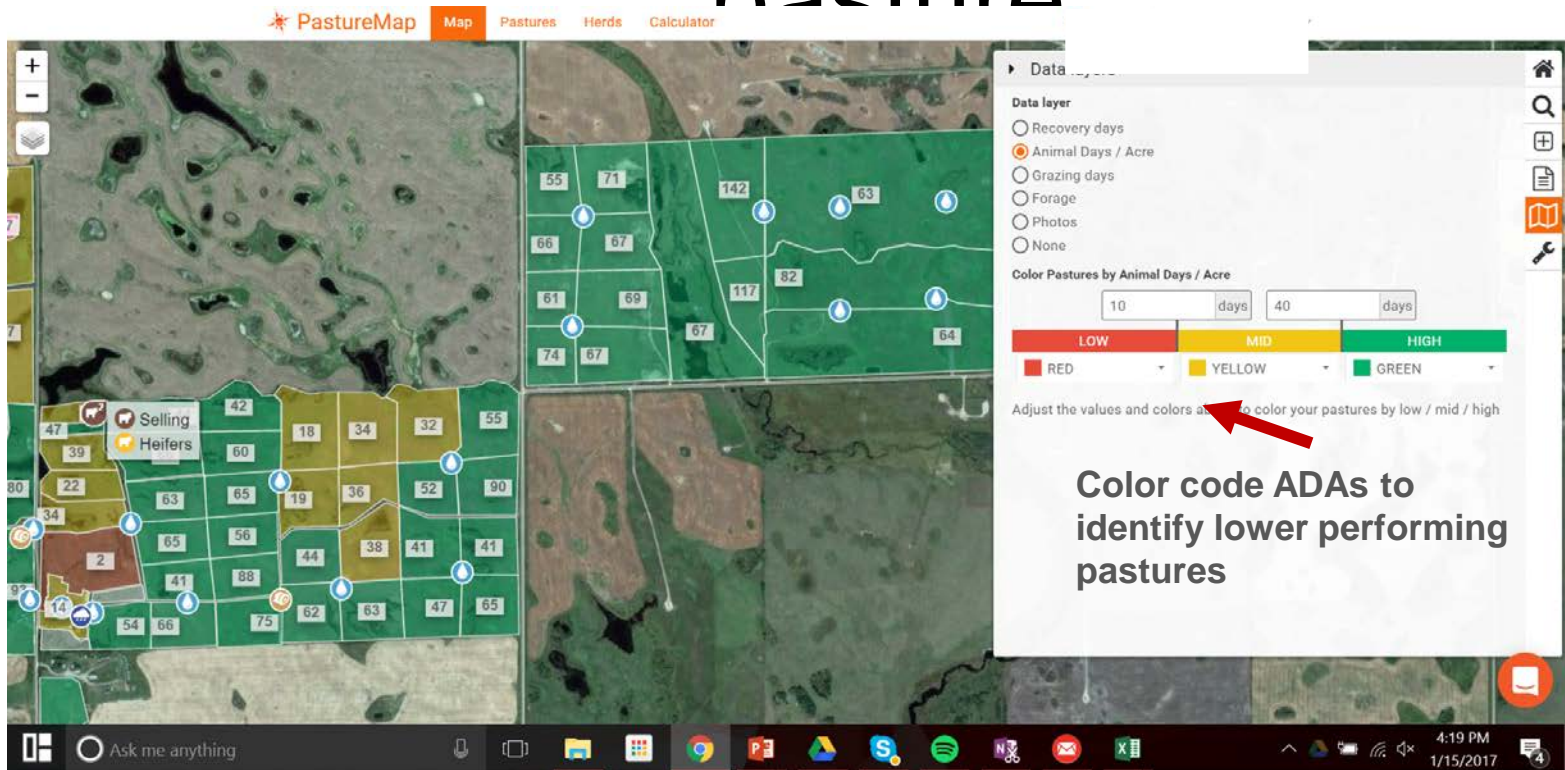 PastureMap Map Pastures Herds Calculator
+
−
Data
Data layer
Recovery days
Animal Days / Acre
Grazing days
Forage
Photos
None
Color Pastures by Animal Days / Acre
10 days 40 days
LOW MID HIGH
RED YELLOW GREEN
Adjust the values and colors to color your pastures by low / mid / high
Color code ADAs to
identify lower performing
pastures
55 71 142 63
66 67
82
61 69 117
67 64
74 67
7
7
Selling
Heifers
47 42 18 34 32 55
39 60
80 22 63 65 19 36 52 90
34
2 65 56 44 38 41 41
41 88
14 54 66 75 62 63 47 65
Ask me anything
4:19 PM
1/15/2017
4